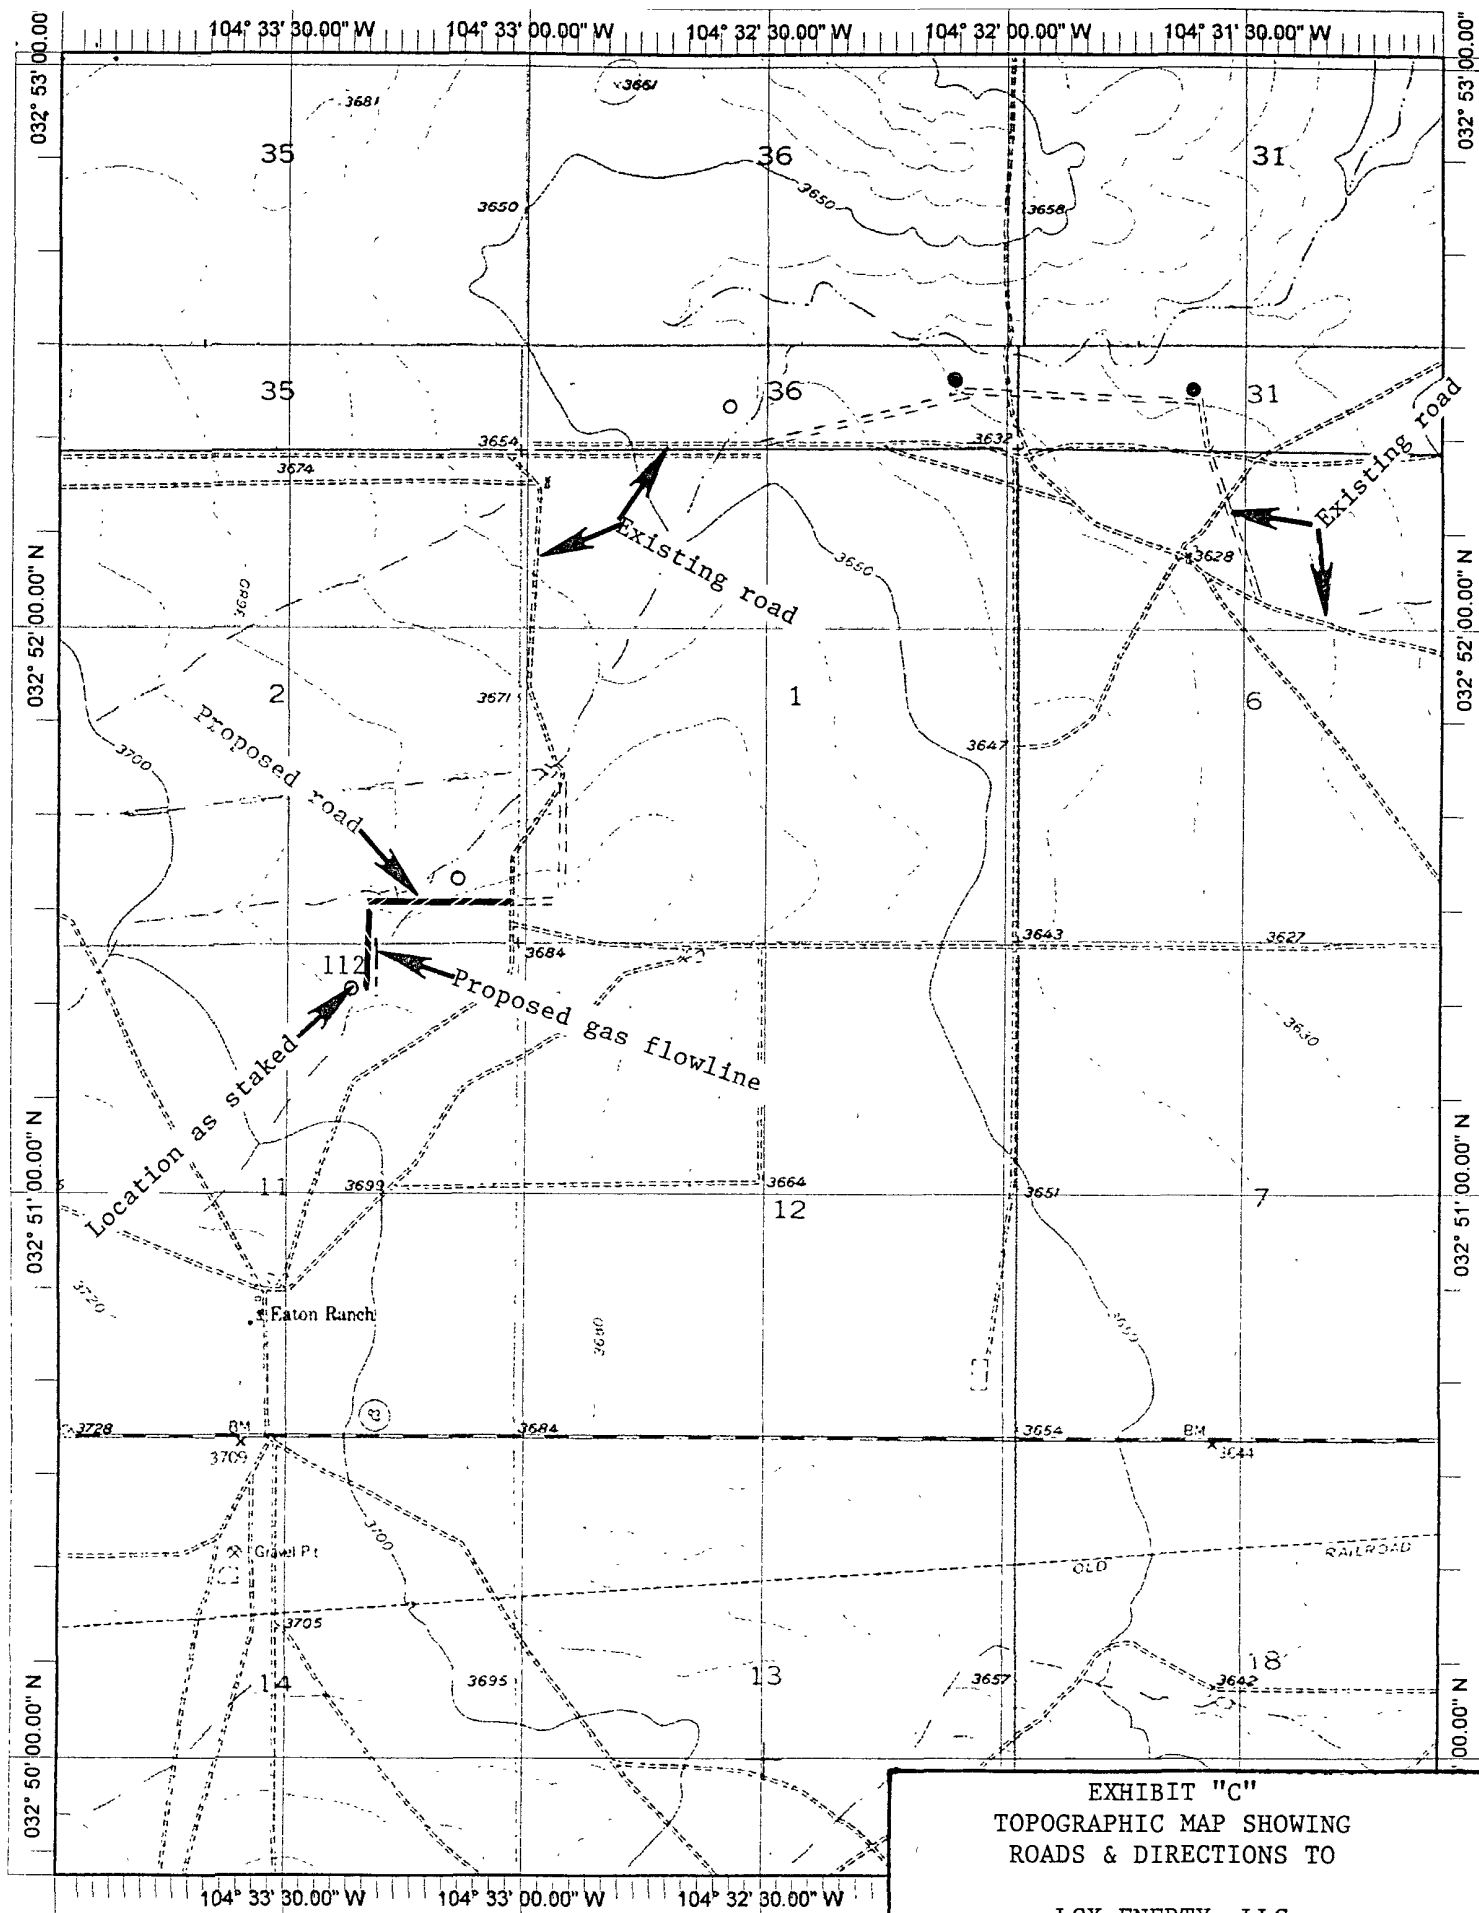 104° 33' 30.00" W
104° 33' 00.00" W
104° 32' 30.00" W
104° 32' 00.00" W
104° 31' 30.00" W
032° 53' 00.00"
032° 53' 00.00"
3681
3661
35
36
31
3650
3650
3658
35
36
31
3654
3632
3674
Existing road
Existing road
3650
3628
3680
032° 52' 00.00" N
032° 52' 00.00" N
2
3671
1
6
Proposed road
3700
3647
3684
3643
3627
112
Proposed gas flowline
3630
Location as staked
032° 51' 00.00" N
032° 51' 00.00" N
11
3699
3664
12
3651
7
3720
Eaton Ranch
3680
3728
BM
3709
3684
3654
BM
3644
3700
Gravel Pit
OLD
RAILROAD
3705
14
3695
13
3657
18
3642
032° 50' 00.00" N
'00.00" N
104° 33' 30.00" W
104° 33' 00.00" W
104° 32' 30.00" W
EXHIBIT "C"
TOPOGRAPHIC MAP SHOWING
ROADS & DIRECTIONS TO